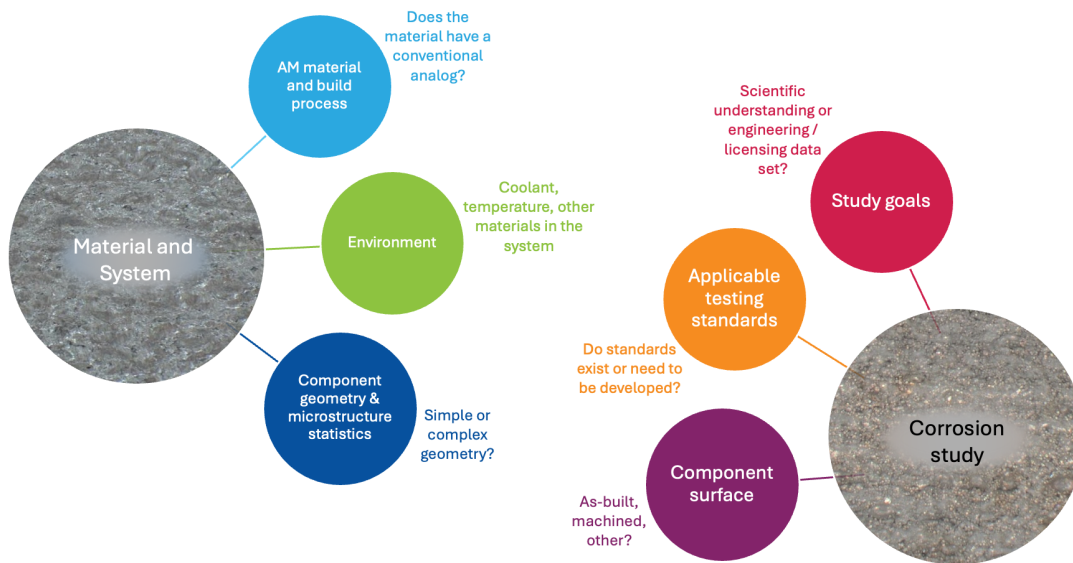 Does the
material have a
conventional
analog?
AM material
and build
process
Material and
System
Environment
Coolant,
temperature, other
materials in the
system
Component
geometry &
microstructure
statistics
Simple or
complex
geometry?
Scientific
understanding or
engineering /
licensing data
set?
Study goals
Applicable
testing
standards
Do standards
exist or need to
be developed?
Component
surface
As-built,
machined,
other?
Corrosion
study